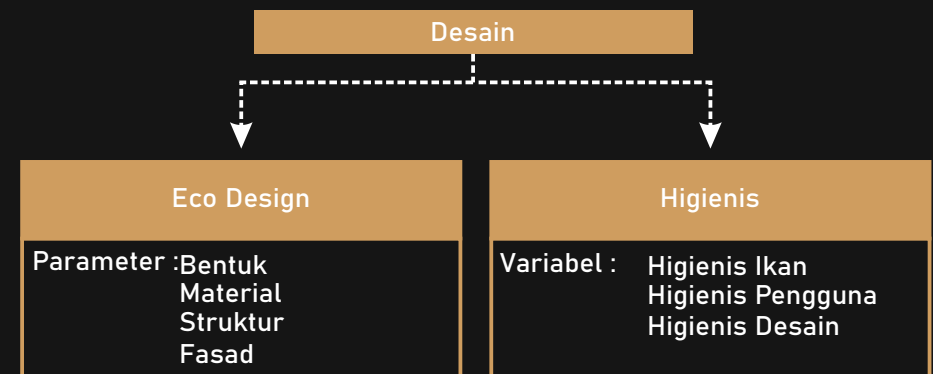 Desain
Eco Design
Parameter : Bentuk
Material
Struktur
Fasad
Higienis
Variabel : Higienis Ikan
Higienis Pengguna
Higienis Desain